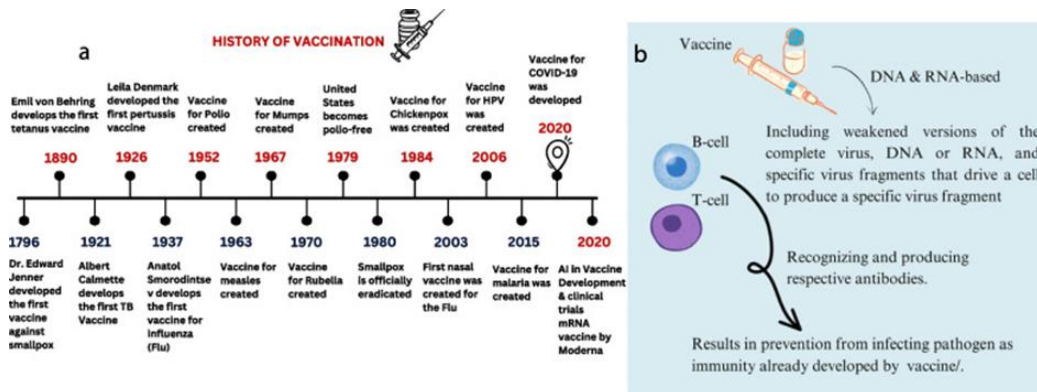 a
HISTORY OF VACCINATION
Emil von Behring
develops the first
tetanus vaccine
1890
Leila Denmark
developed the
first pertussis
vaccine
1926
Vaccine
for Polio
created
1952
Vaccine
for Mumps
created
1967
United
States
becomes
polio-free
1979
Vaccine for
Chickenpox
was created
1984
Vaccine
for HPV
was
created
2006
Vaccine for
COVID-19
was
developed
2020
1796
Dr. Edward
Jenner
developed
the first
vaccine
against
smallpox
1921
Albert
Calmette
develops
the first TB
Vaccine
1937
Anatol
Smorodintse
v develops
the first
vaccine for
influenza
(Flu)
1963
Vaccine for
measles
created
1970
Vaccine
for Rubella
created
1980
Smallpox
is officially
eradicated
2003
First nasal
vaccine was
created for
the Flu
2015
Vaccine for
malaria was
created
2020
AI in Vaccine
Development
& clinical
trials
mRNA
vaccine by
Moderna
b
Vaccine
DNA & RNA-based
Including weakened versions of the
complete virus, DNA or RNA, and
specific virus fragments that drive a cell
to produce a specific virus fragment
B-cell
T-cell
Recognizing and producing
respective antibodies.
Results in prevention from infecting pathogen as
immunity already developed by vaccine/.